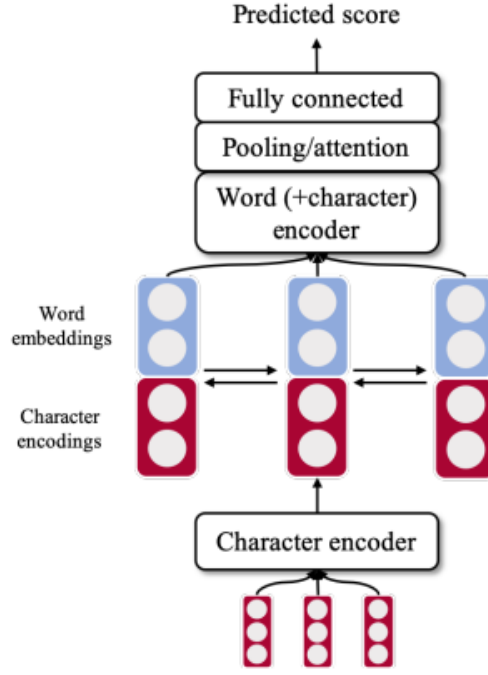 Predicted score
Fully connected
Pooling/attention
Word (+character)
encoder
Word
embeddings
Character
encodings
Character encoder